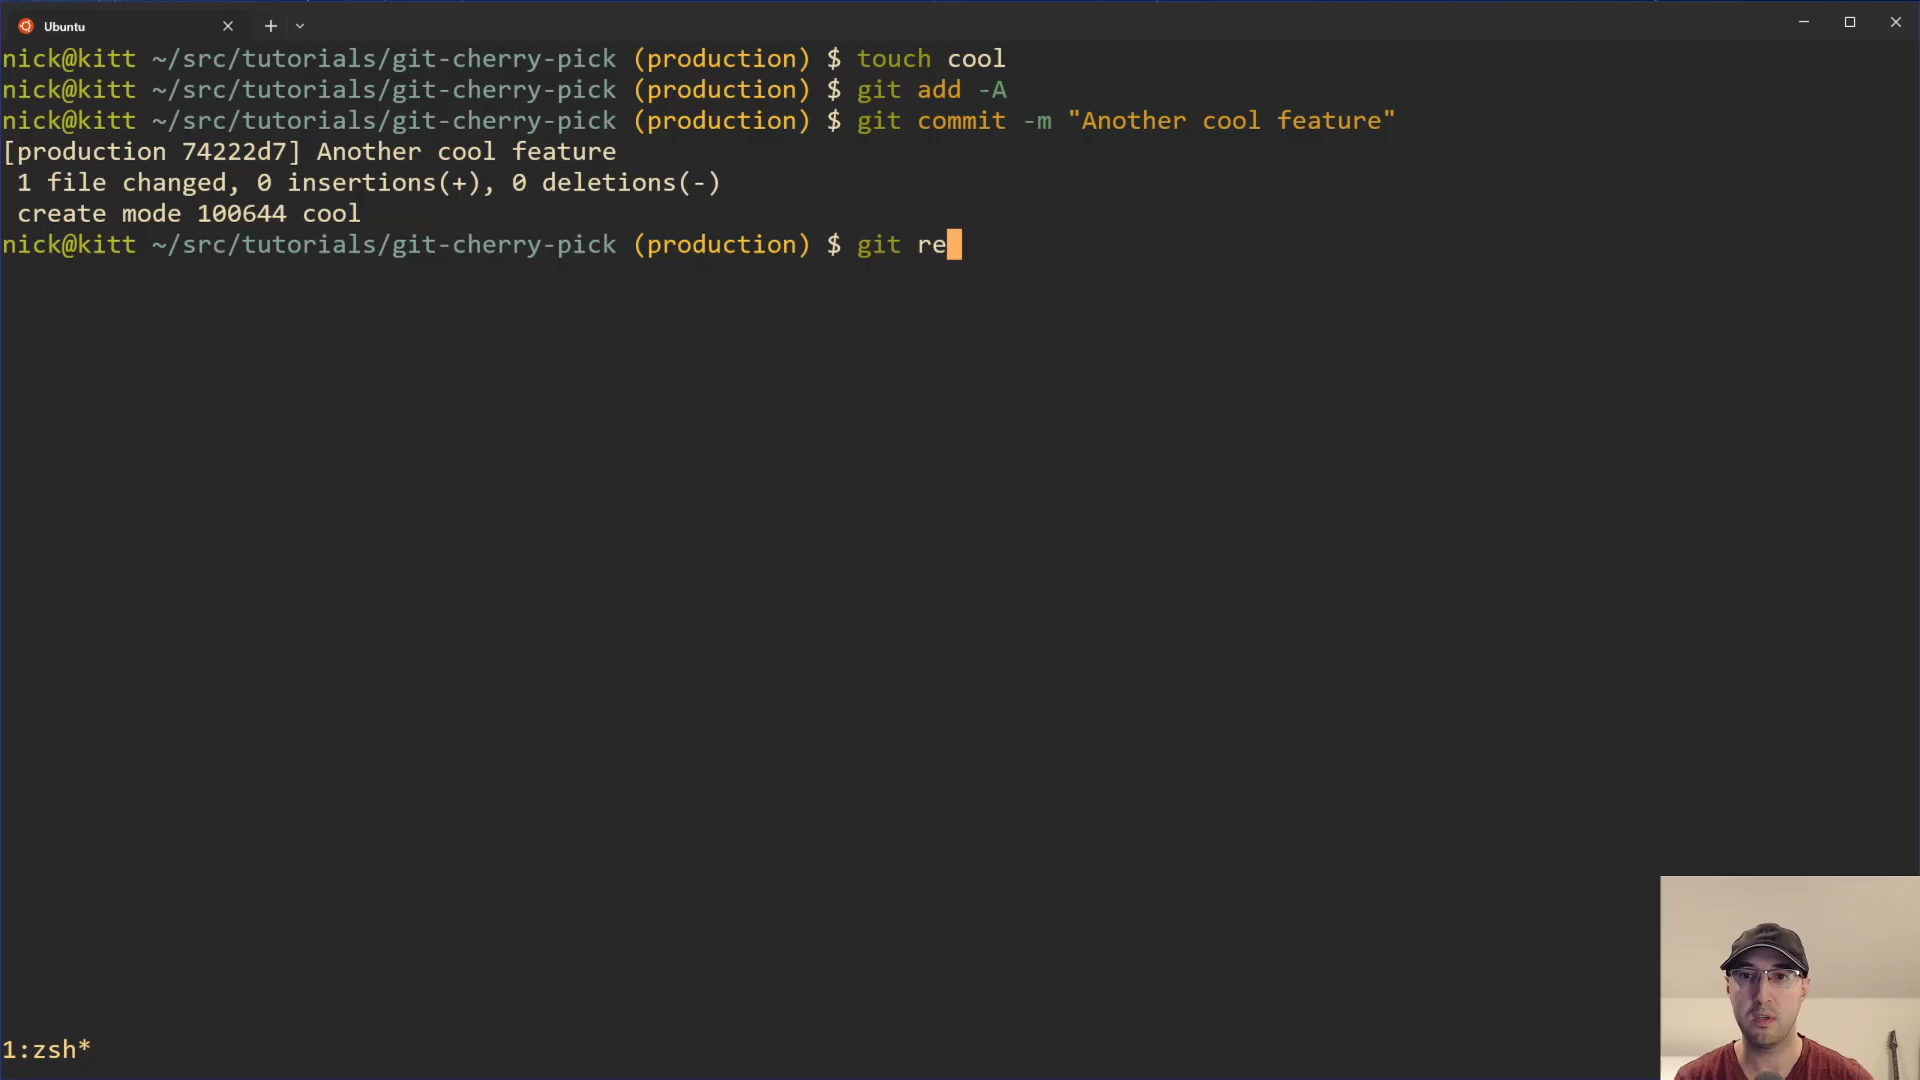 Ubuntu
nick@kitt ~/src/tutorials/git-cherry-pick (production) $ touch cool
nick@kitt ~/src/tutorials/git-cherry-pick (production) $ git add -A
nick@kitt ~/src/tutorials/git-cherry-pick (production) $ git commit -m "Another cool feature"
[production 74222d7] Another cool feature
 1 file changed, 0 insertions(+), 0 deletions(-)
 create mode 100644 cool
nick@kitt ~/src/tutorials/git-cherry-pick (production) $ git re
1:zsh*